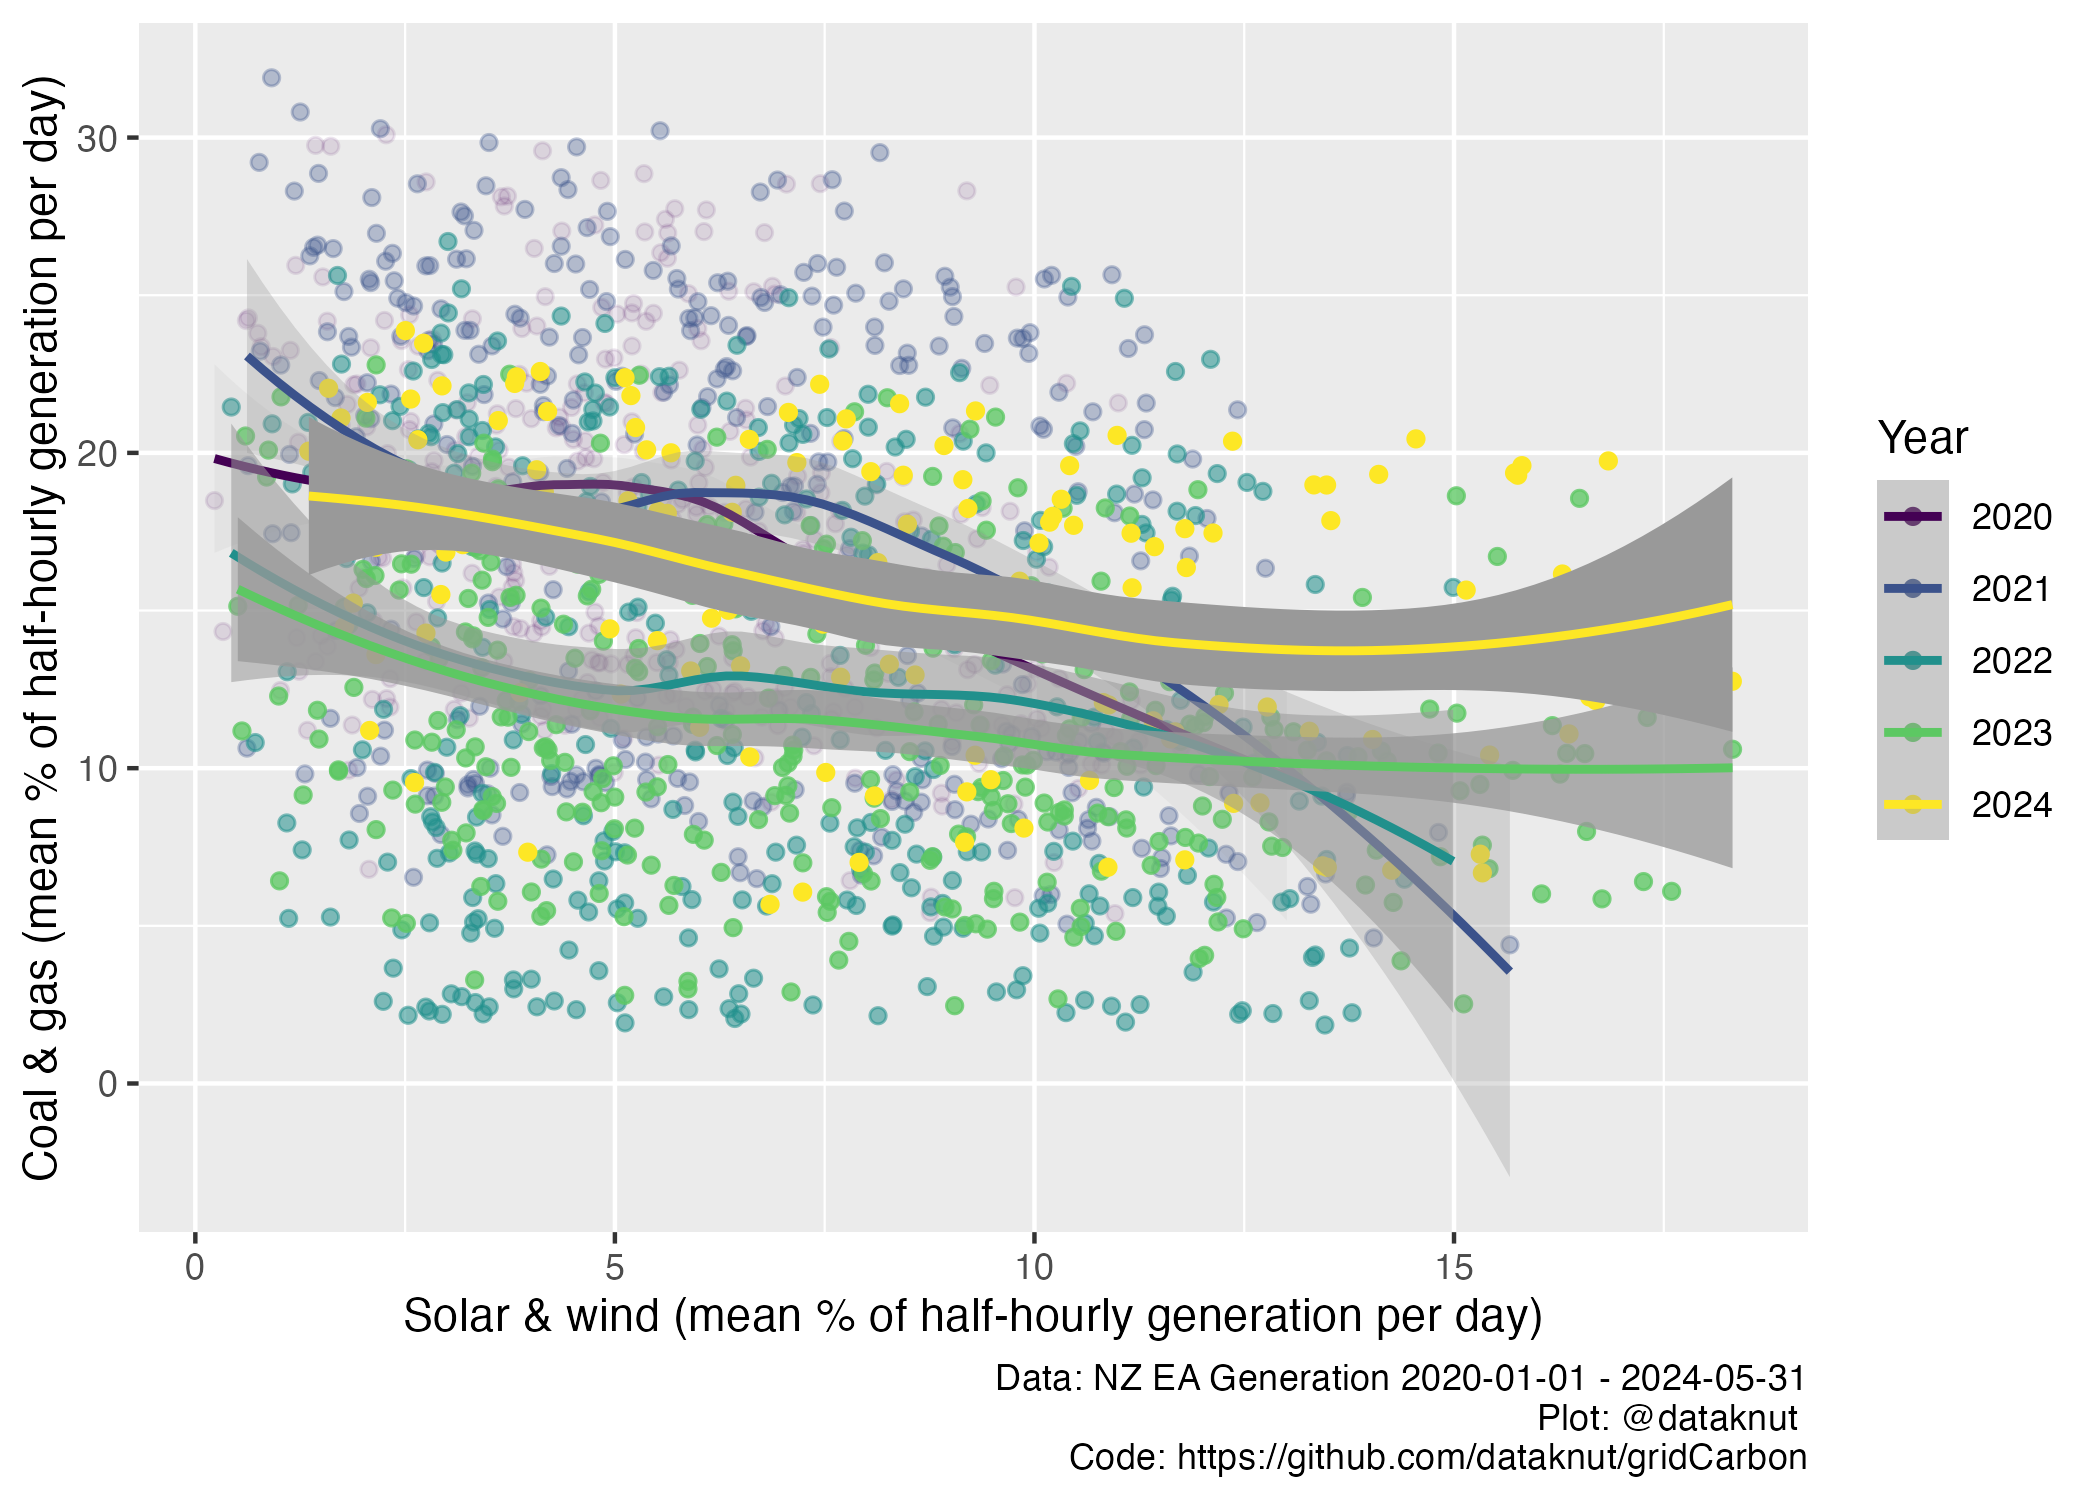 Coal & gas (mean % of half-hourly generation per day)
30
20
10
0
0 5 10 15
Solar & wind (mean % of half-hourly generation per day)
Year
2020
2021
2022
2023
2024
Data: NZ EA Generation 2020-01-01 - 2024-05-31
Plot: @dataknut
Code: https://github.com/dataknut/gridCarbon